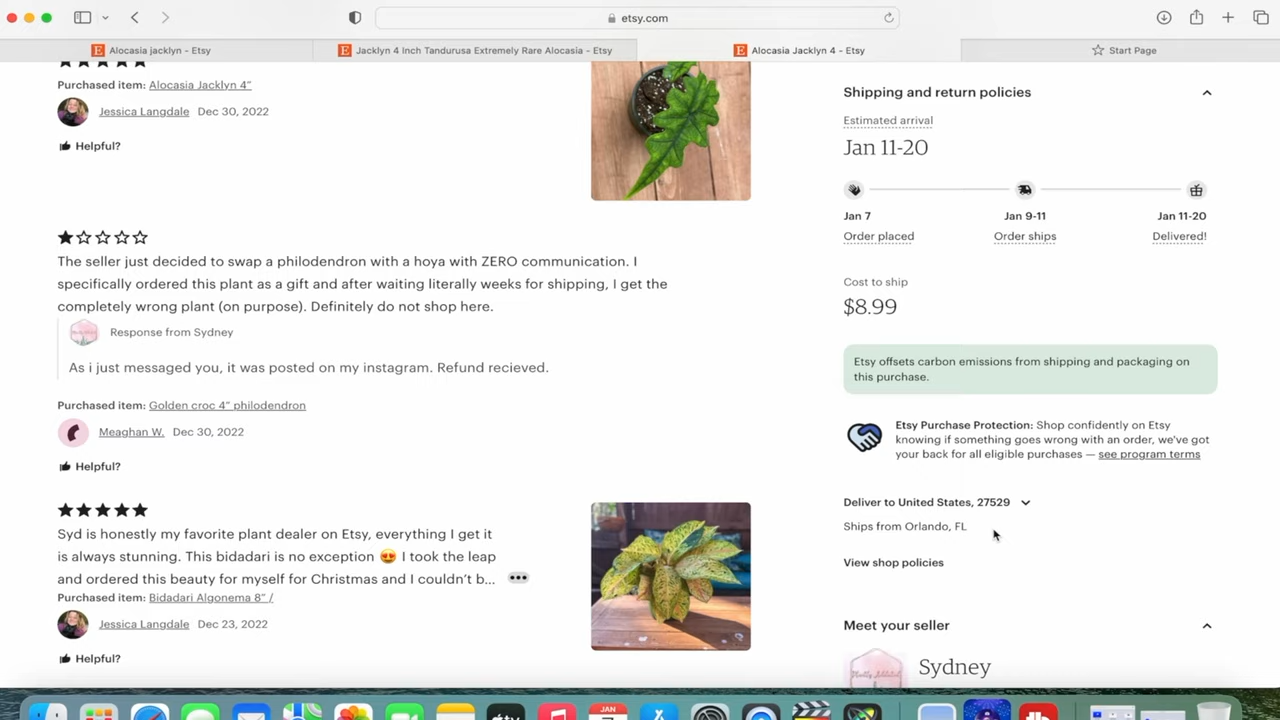 etsy.com
Alocasia jacklyn - Etsy
Jacklyn 4 Inch Tandurusa Extremely Rare Alocasia - Etsy
Alocasia Jacklyn 4 - Etsy
Start Page
Purchased item: Alocasia Jacklyn 4"
Jessica Langdale Dec 30, 2022
Helpful?
The seller just decided to swap a philodendron with a hoya with ZERO communication. I
specifically ordered this plant as a gift and after waiting literally weeks for shipping, I get the
completely wrong plant (on purpose). Definitely do not shop here.
Response from Sydney
As i just messaged you, it was posted on my instagram. Refund recieved.
Purchased item: Golden croc 4" philodendron
Meaghan W. Dec 30, 2022
Helpful?
Syd is honestly my favorite plant dealer on Etsy, everything I get it
is always stunning. This bidadari is no exception 😍 I took the leap
and ordered this beauty for myself for Christmas and I couldn't b...
Purchased item: Bidadari Algonema 8" /
Jessica Langdale Dec 23, 2022
Helpful?
Shipping and return policies
Estimated arrival
Jan 11-20
Jan 7
Order placed
Jan 9-11
Order ships
Jan 11-20
Delivered!
Cost to ship
$8.99
Etsy offsets carbon emissions from shipping and packaging on
this purchase.
Etsy Purchase Protection: Shop confidently on Etsy
knowing if something goes wrong with an order, we've got
your back for all eligible purchases — see program terms
Deliver to United States, 27529
Ships from Orlando, FL
View shop policies
Meet your seller
Sydney
JAN